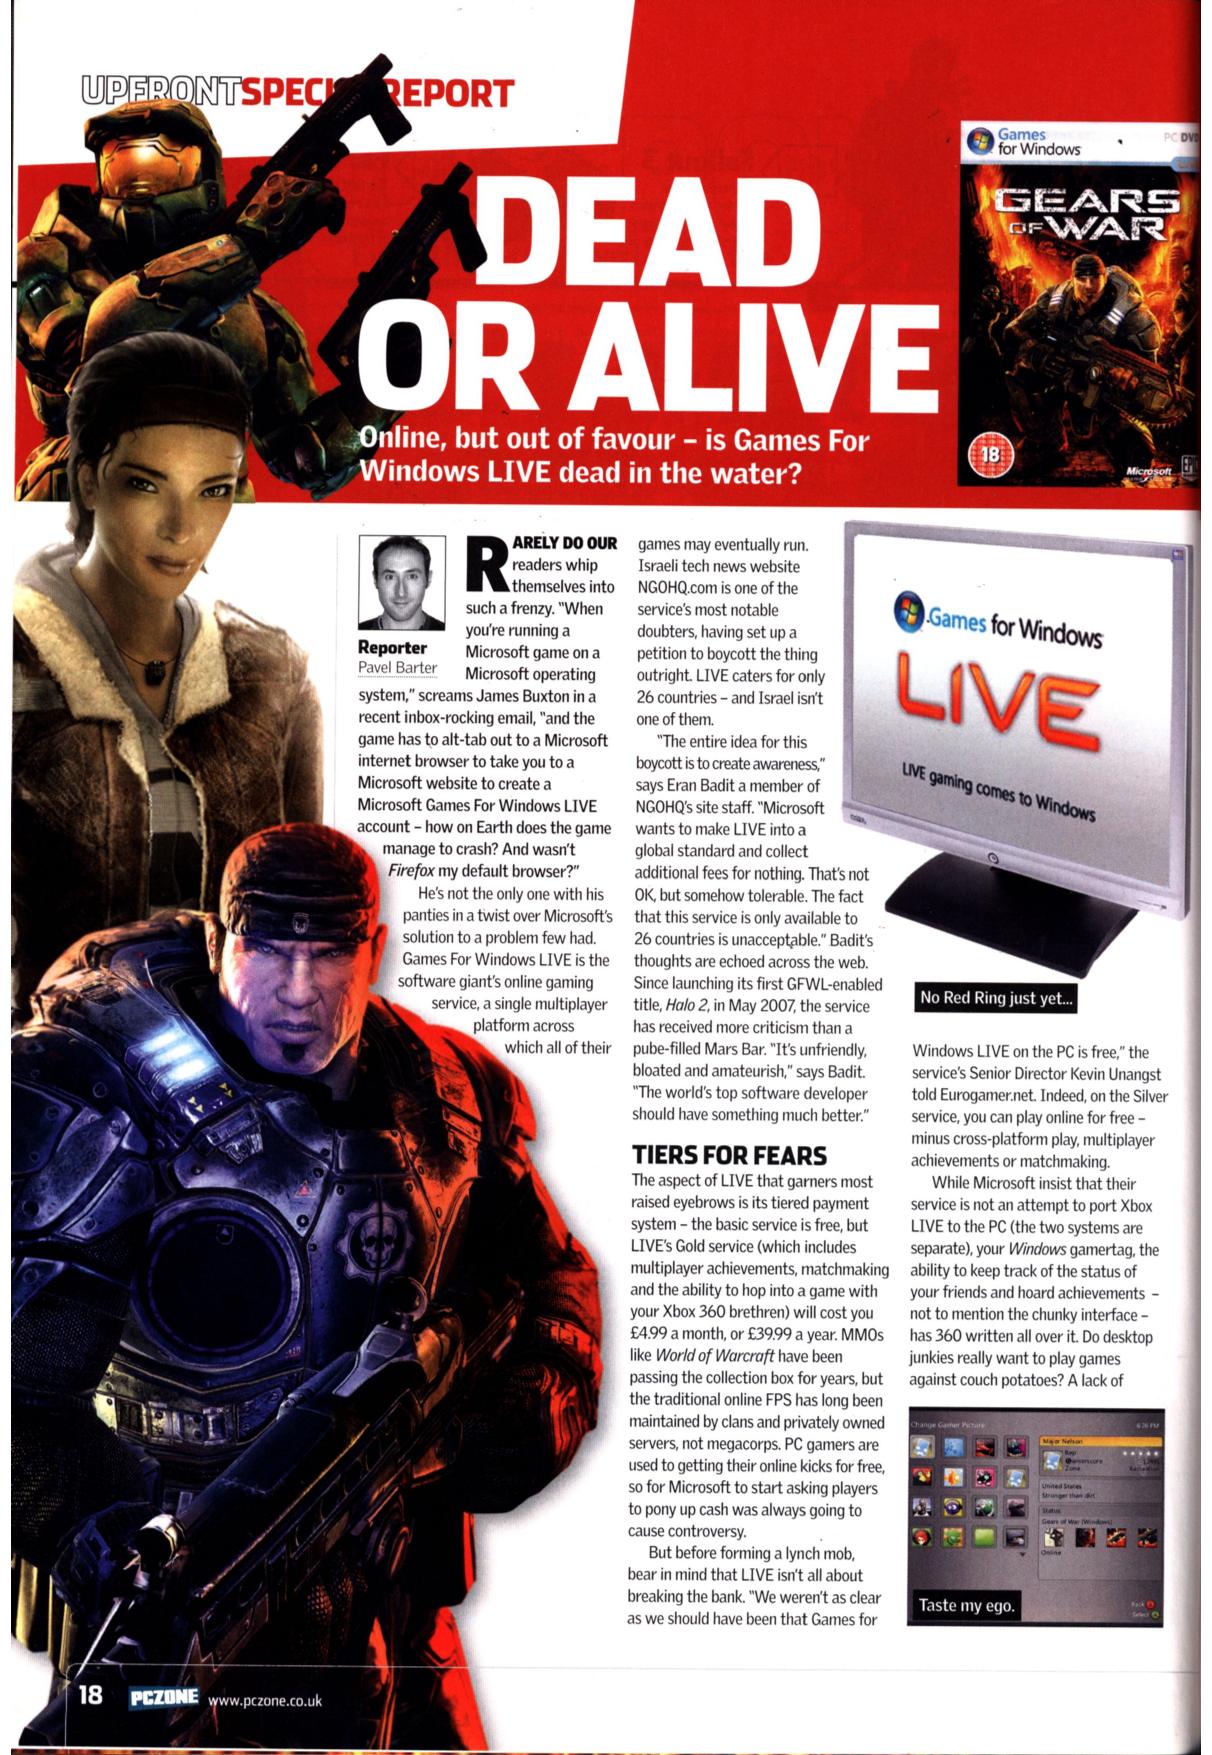 UPFRONTSPECIAL REPORT
DEAD
OR ALIVE
Online, but out of favour – is Games For
Windows LIVE dead in the water?
Games
for Windows
PC DVD
GEARS
OF WAR
18
Microsoft
EPIC
Reporter
Pavel Barter
RARELY DO OUR
readers whip
themselves into
such a frenzy. “When
you’re running a
Microsoft game on a
Microsoft operating
system,” screams James Buxton in a
recent inbox-rocking email, “and the
game has to alt-tab out to a Microsoft
internet browser to take you to a
Microsoft website to create a
Microsoft Games For Windows LIVE
account – how on Earth does the game
manage to crash? And wasn’t
Firefox my default browser?”
He’s not the only one with his
panties in a twist over Microsoft’s
solution to a problem few had.
Games For Windows LIVE is the
software giant’s online gaming
service, a single multiplayer
platform across
which all of their
games may eventually run.
Israeli tech news website
NGOHQ.com is one of the
service’s most notable
doubters, having set up a
petition to boycott the thing
outright. LIVE caters for only
26 countries – and Israel isn’t
one of them.
“The entire idea for this
boycott is to create awareness,”
says Eran Badit a member of
NGOHQ’s site staff. “Microsoft
wants to make LIVE into a
global standard and collect
additional fees for nothing. That’s not
OK, but somehow tolerable. The fact
that this service is only available to
26 countries is unacceptable.” Badit’s
thoughts are echoed across the web.
Since launching its first GFWL-enabled
title, Halo 2, in May 2007, the service
has received more criticism than a
pube-filled Mars Bar. “It’s unfriendly,
bloated and amateurish,” says Badit.
“The world’s top software developer
should have something much better.”
TIERS FOR FEARS
The aspect of LIVE that garners most
raised eyebrows is its tiered payment
system – the basic service is free, but
LIVE’s Gold service (which includes
multiplayer achievements, matchmaking
and the ability to hop into a game with
your Xbox 360 brethren) will cost you
£4.99 a month, or £39.99 a year. MMOs
like World of Warcraft have been
passing the collection box for years, but
the traditional online FPS has long been
maintained by clans and privately owned
servers, not megacorps. PC gamers are
used to getting their online kicks for free,
so for Microsoft to start asking players
to pony up cash was always going to
cause controversy.
But before forming a lynch mob,
bear in mind that LIVE isn’t all about
breaking the bank. “We weren’t as clear
as we should have been that Games for
Games for Windows
LIVE
LIVE gaming comes to Windows
No Red Ring just yet...
Windows LIVE on the PC is free,” the
service’s Senior Director Kevin Unangst
told Eurogamer.net. Indeed, on the Silver
service, you can play online for free –
minus cross-platform play, multiplayer
achievements or matchmaking.
While Microsoft insist that their
service is not an attempt to port Xbox
LIVE to the PC (the two systems are
separate), your Windows gamertag, the
ability to keep track of the status of
your friends and hoard achievements –
not to mention the chunky interface –
has 360 written all over it. Do desktop
junkies really want to play games
against couch potatoes? A lack of
Change Gamer Picture
6:26 PM
Major Nelson
Rep
Gamerscore
Zone
United States
Stronger than dirt
Status
Gears of War (Windows)
Online
Back
Select
Taste my ego.
18
PCZONE
www.pczone.co.uk